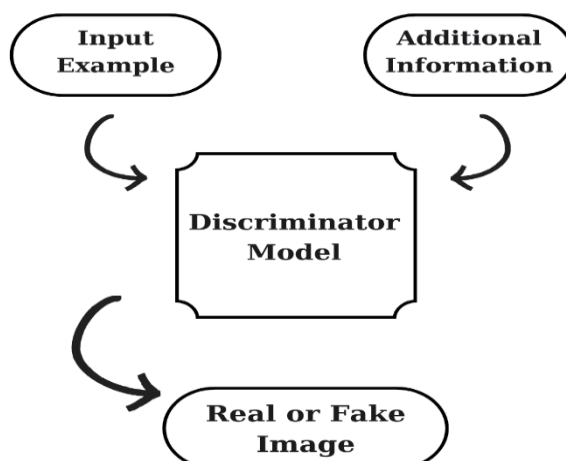 Input
Example
Additional
Information
Discriminator
Model
Real or Fake
Image